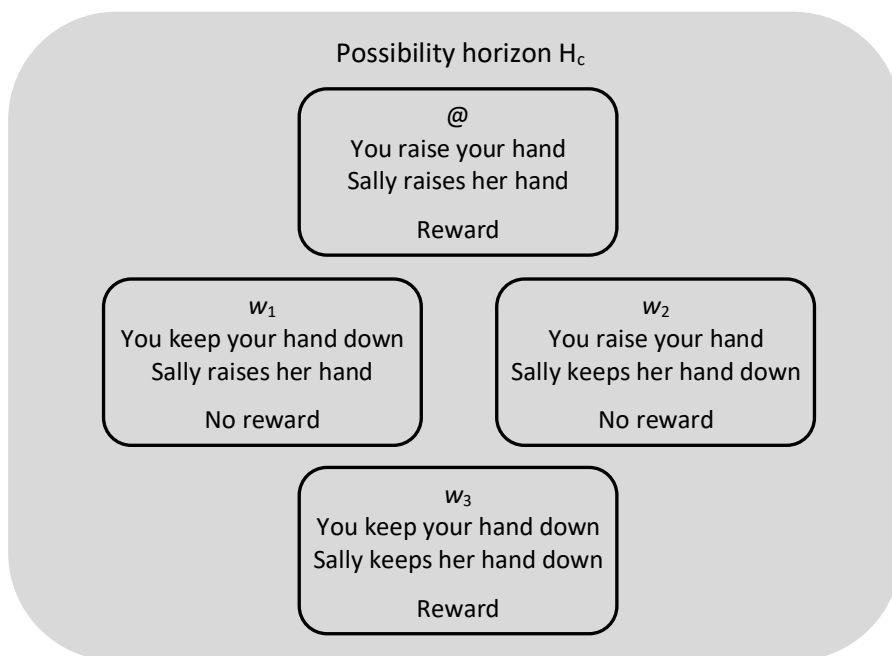 Possibility horizon Hc
@
You raise your hand
Sally raises her hand
Reward
w1
You keep your hand down
Sally raises her hand
No reward
w2
You raise your hand
Sally keeps her hand down
No reward
w3
You keep your hand down
Sally keeps her hand down
Reward